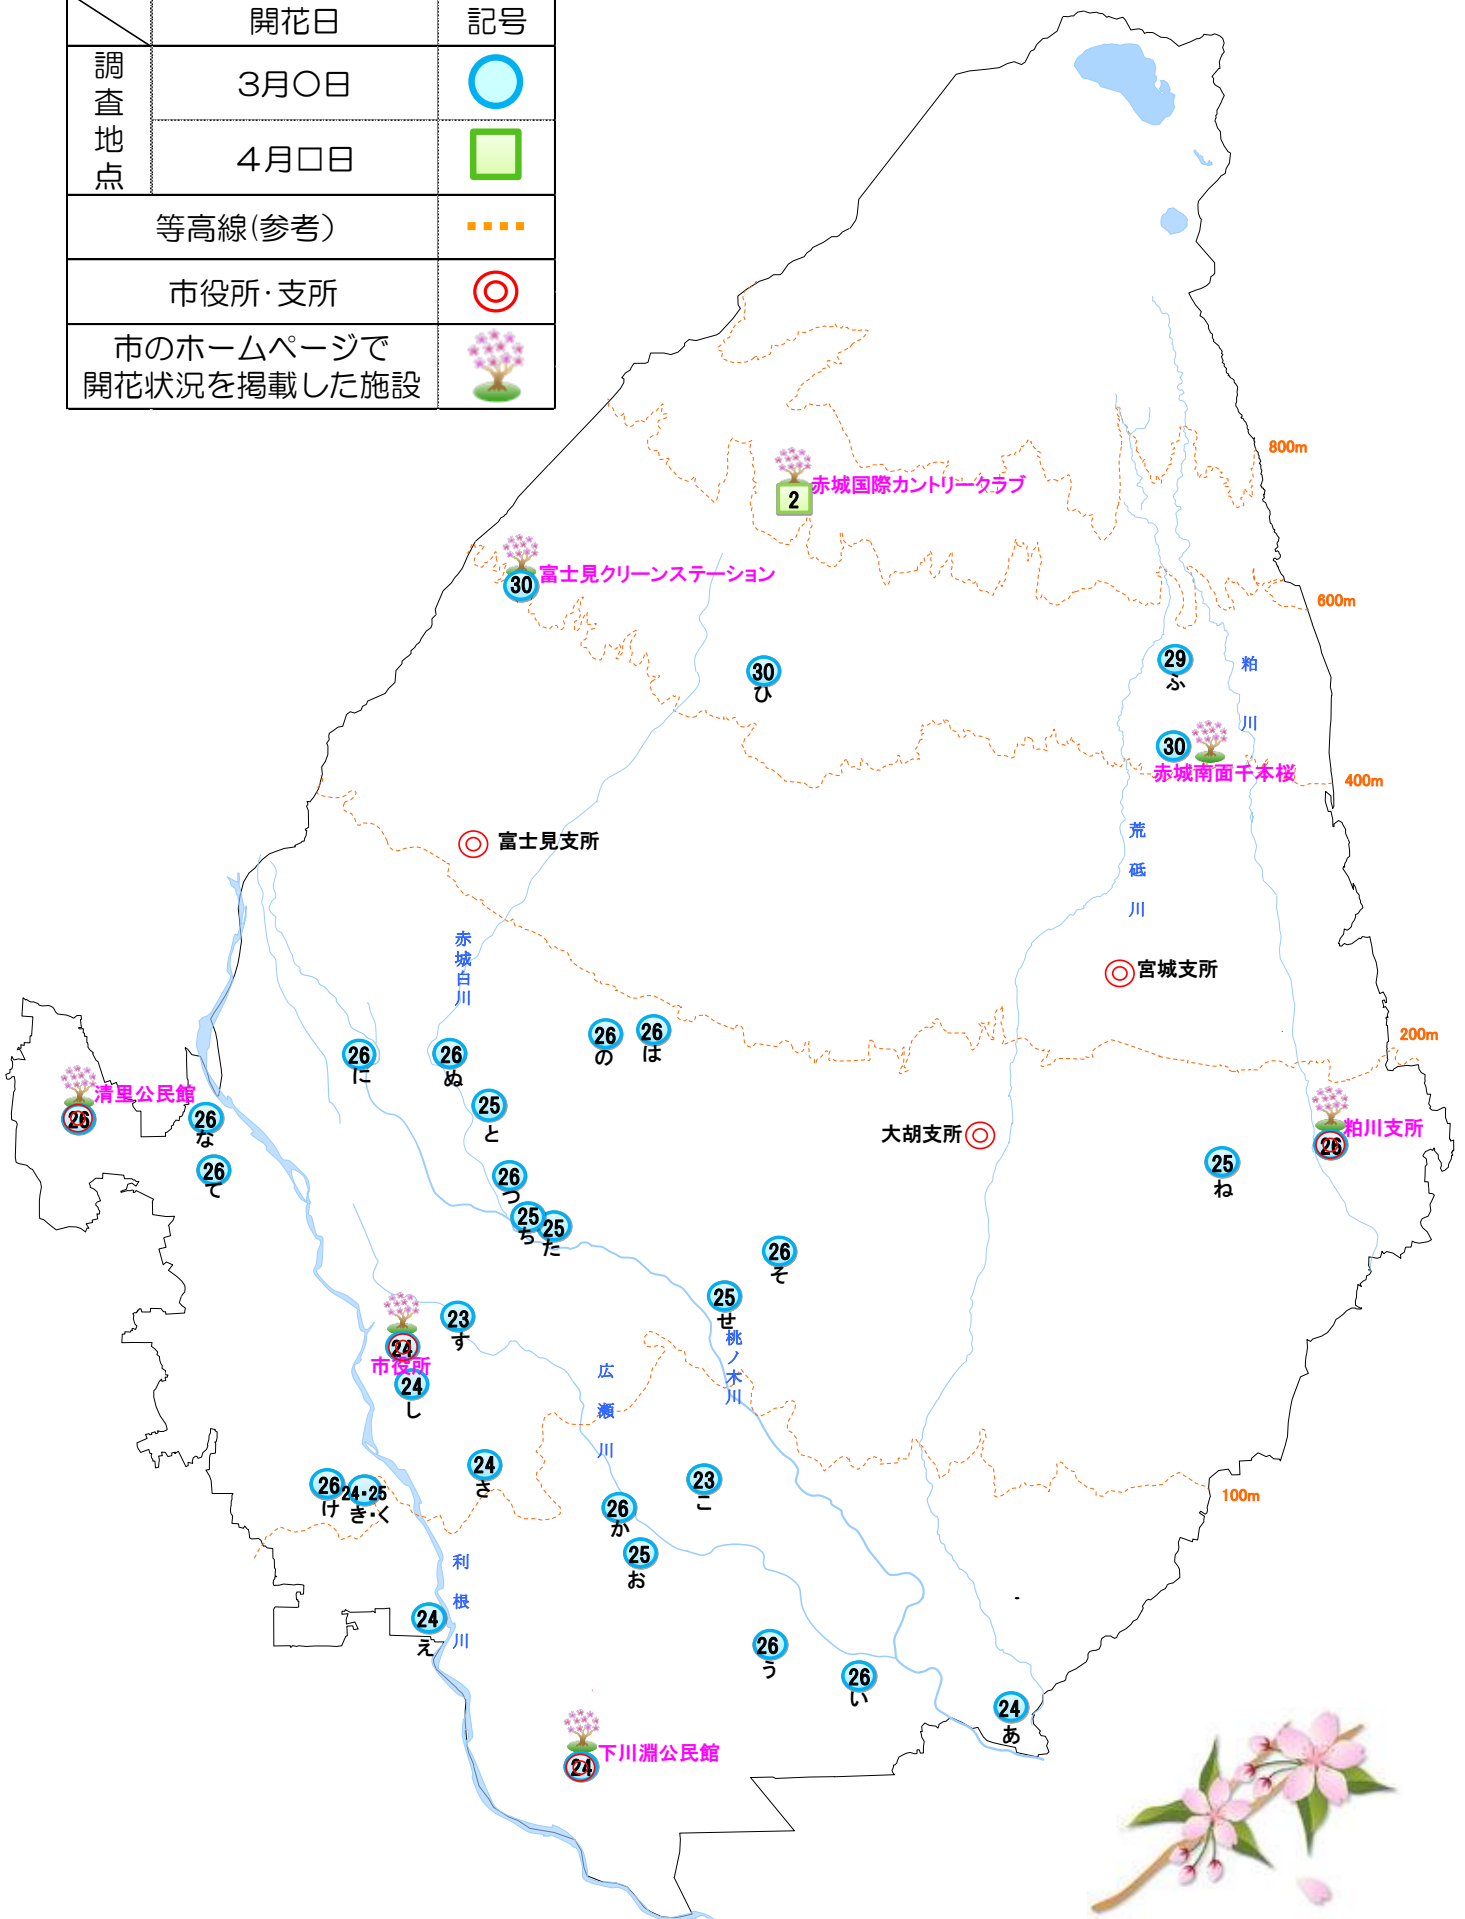 開花日 記号
調査地点
3月〇日
4月□日
等高線(参考)
市役所・支所
市のホームページで
開花状況を掲載した施設
800m
赤城国際カントリークラブ
2
富士見クリーンステーション
30
600m
30
ひ
29
ふ
粕川
30
赤城南面千本桜
400m
荒砥川
富士見支所
赤城白川
宮城支所
200m
26
に
26
ぬ
26
の
26
は
清里公民館
26
26
な
25
と
大胡支所
粕川支所
26
26
て
26
つ
25
ね
25
ち
25
た
26
そ
25
せ
桃ノ木川
23
す
24
市役所
24
し
広瀬川
24
さ
23
こ
26
け
24・25
き・く
26
か
100m
25
お
利根川
24
え
26
う
26
い
24
あ
下川淵公民館
24